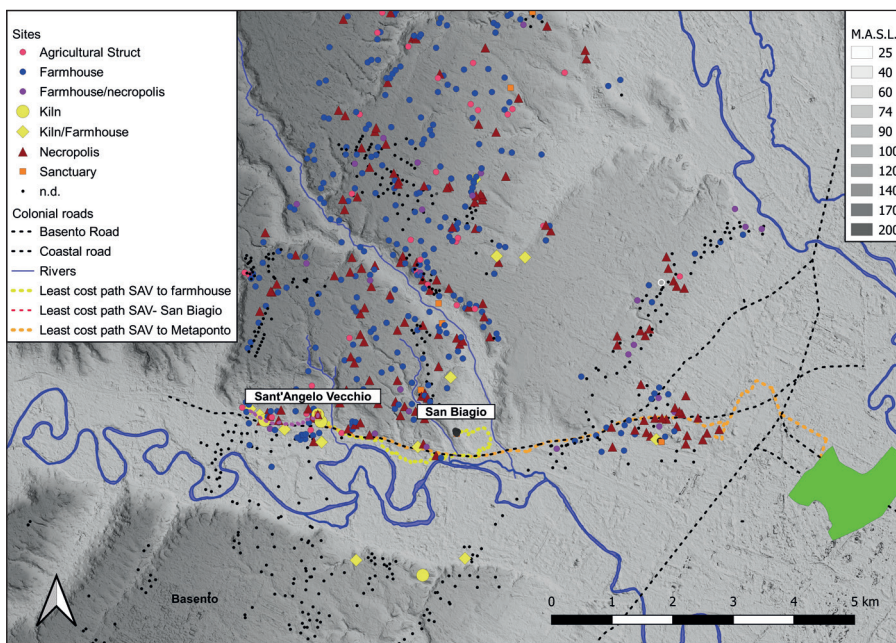 Sites
Agricultural Struct
Farmhouse
Farmhouse/necropolis
Kiln
Kiln/Farmhouse
Necropolis
Sanctuary
n.d.
Colonial roads
Basento Road
Coastal road
Rivers
Least cost path SAV to farmhouse
Least cost path SAV- San Biagio
Least cost path SAV to Metaponto
M.A.S.L.
25
40
60
74
90
100
120
140
170
200
Sant'Angelo Vecchio
San Biagio
Basento
0 1 2 3 4 5 km